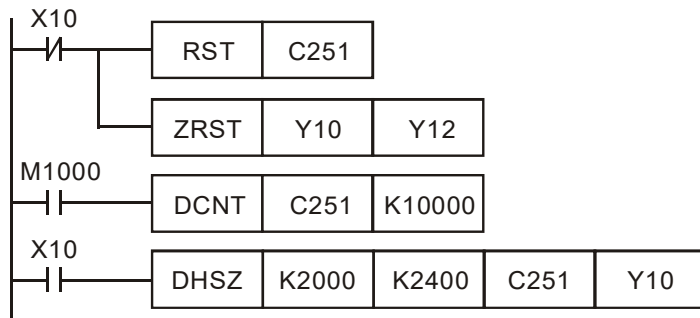 X10
RST C251
ZRST Y10 Y12
M1000
DCNT C251 K10000
X10
DHSZ K2000 K2400 C251 Y10